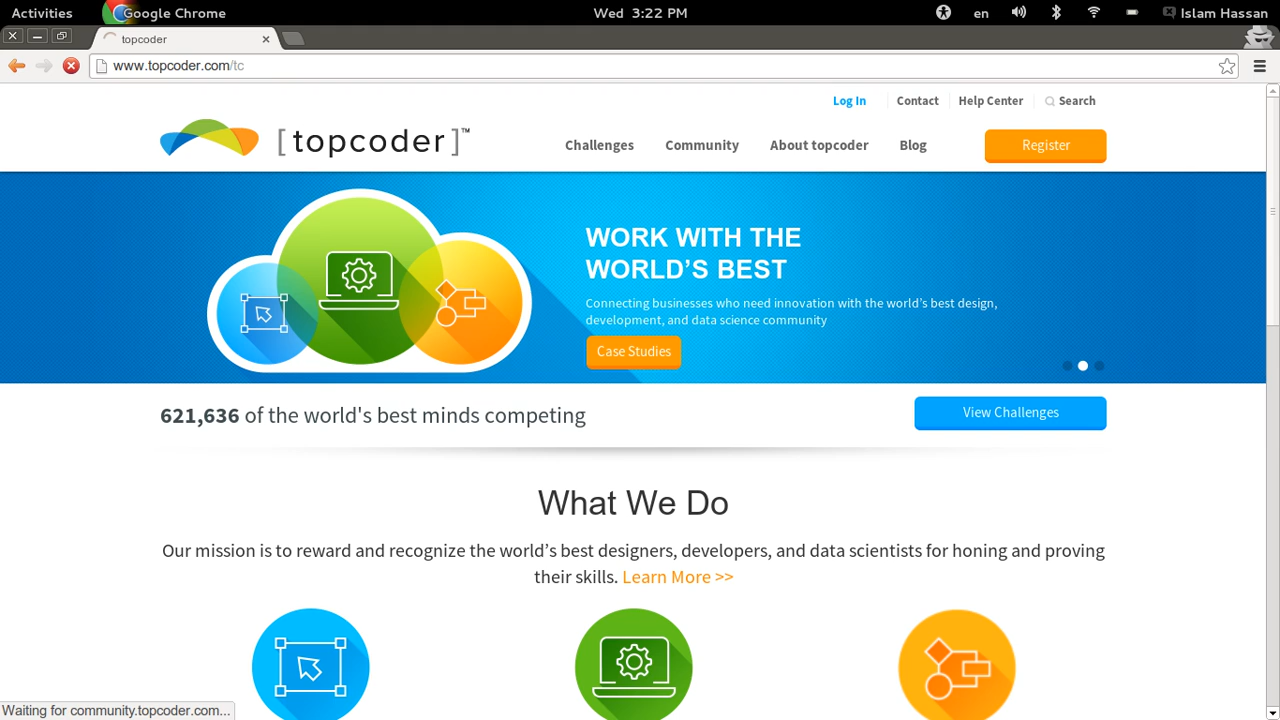 Activities
Google Chrome
Wed 3:22 PM
en
Islam Hassan
topcoder
www.topcoder.com/tc
Log In
Contact
Help Center
Search
[topcoder]™
Challenges
Community
About topcoder
Blog
Register
WORK WITH THE
WORLD’S BEST
Connecting businesses who need innovation with the world’s best design,
development, and data science community
Case Studies
621,636 of the world's best minds competing
View Challenges
What We Do
Our mission is to reward and recognize the world’s best designers, developers, and data scientists for honing and proving
their skills. Learn More >>
Waiting for community.topcoder.com...